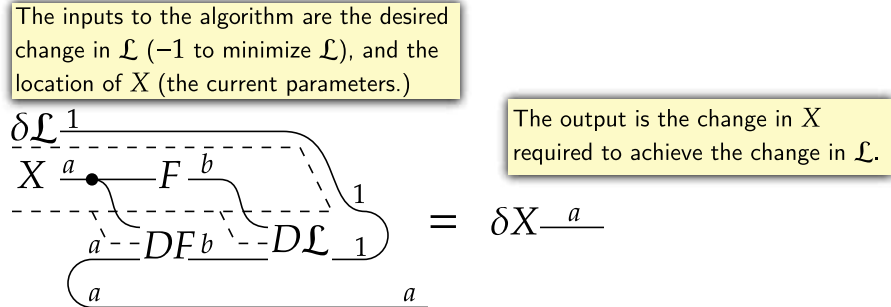 The inputs to the algorithm are the desired
change in 𝓛 (−1 to minimize 𝓛), and the
location of X (the current parameters.)
The output is the change in X
required to achieve the change in 𝓛.
δ𝓛 1
X a F b
1
= δX a
a DF b D𝓛 1
a a